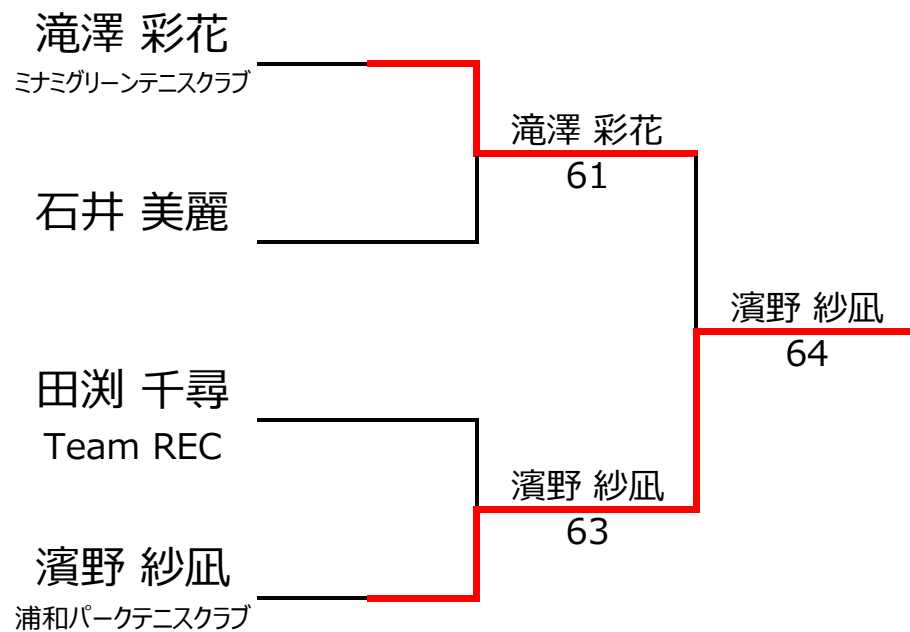 滝澤 彩花
ミナミグリーンテニスクラブ
滝澤 彩花
61
石井 美麗
濱野 紗凪
64
田渕 千尋
Team REC
濱野 紗凪
63
濱野 紗凪
浦和パークテニスクラブ